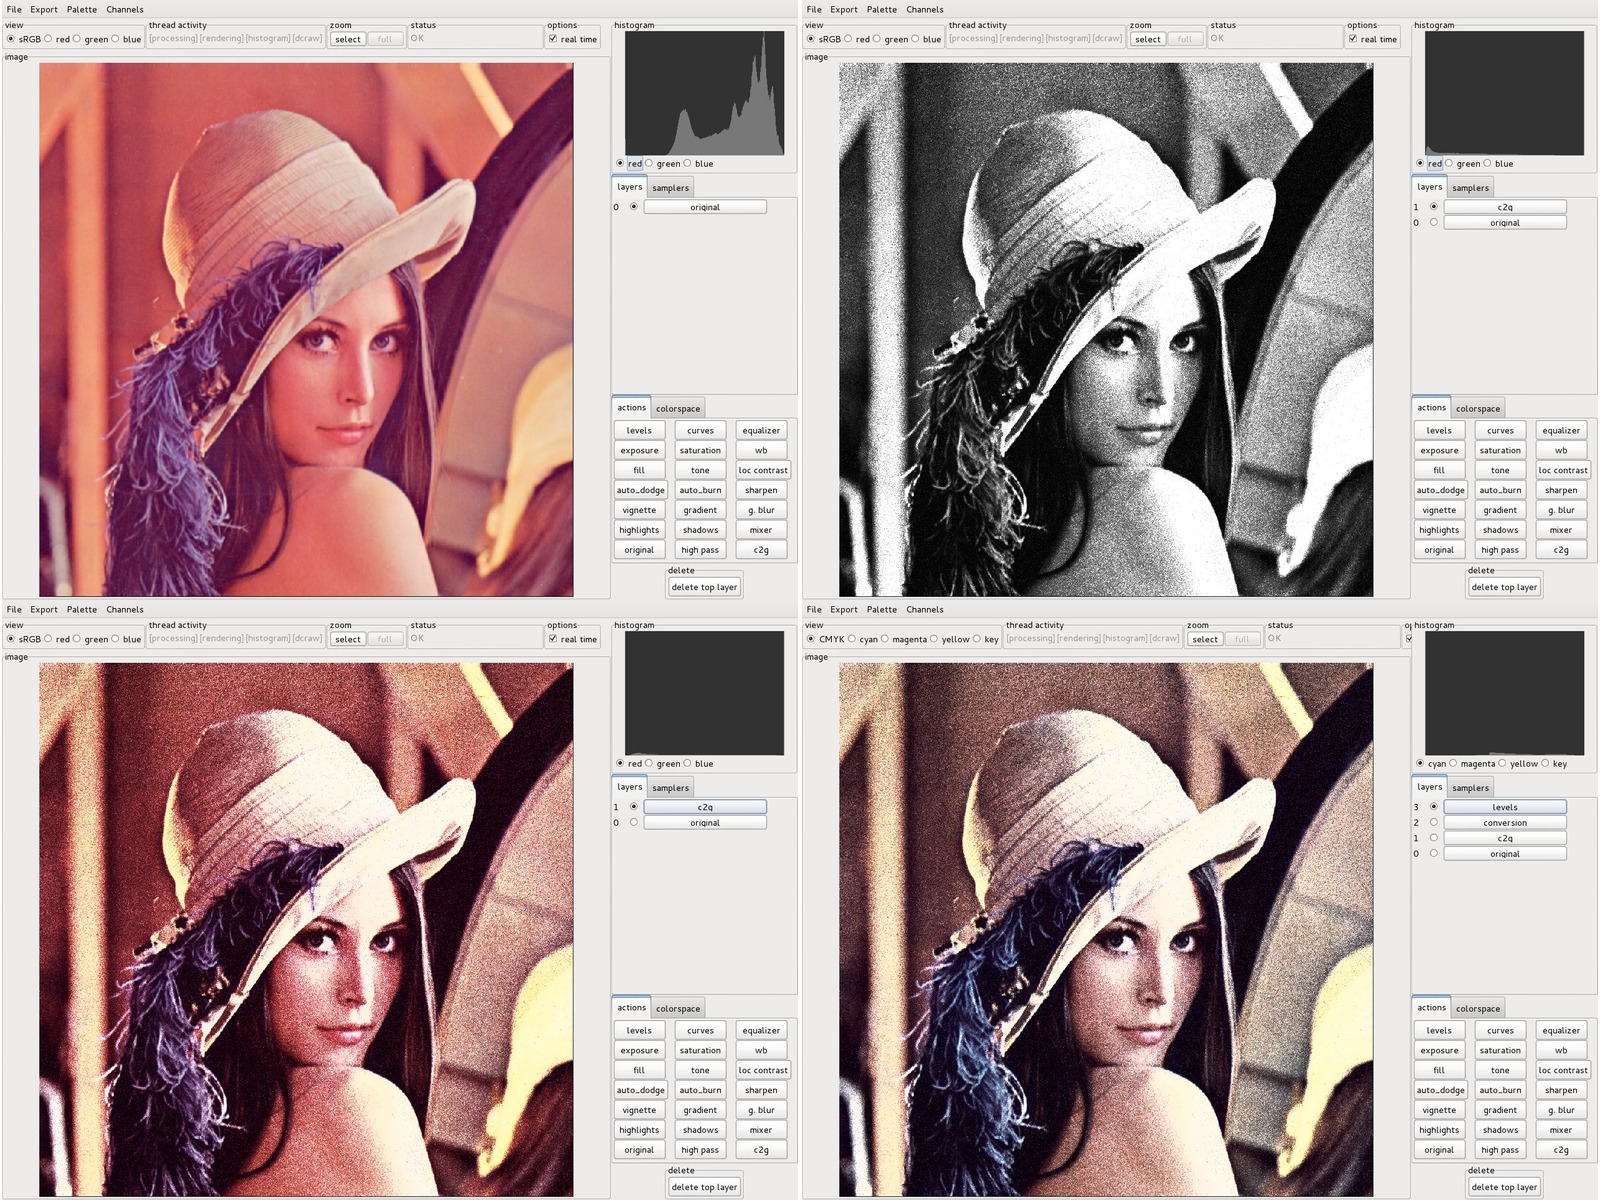 File Export Palette Channels
view thread activity zoom status options
sRGB red green blue [processing] [rendering] [histogram] [dcraw] select full OK real time
image
histogram
red green blue
layers samplers
0 original
actions colorspace
levels curves equalizer
exposure saturation wb
fill tone loc contrast
auto_dodge auto_burn sharpen
vignette gradient g. blur
highlights shadows mixer
original high pass c2g
delete
delete top layer
File Export Palette Channels
view thread activity zoom status options
sRGB red green blue [processing] [rendering] [histogram] [dcraw] select full OK real time
image
histogram
red green blue
layers samplers
1 c2g
0 original
actions colorspace
levels curves equalizer
exposure saturation wb
fill tone loc contrast
auto_dodge auto_burn sharpen
vignette gradient g. blur
highlights shadows mixer
original high pass c2g
delete
delete top layer
File Export Palette Channels
view thread activity zoom status options
sRGB red green blue [processing] [rendering] [histogram] [dcraw] select full OK real time
image
histogram
red green blue
layers samplers
1 c2g
0 original
actions colorspace
levels curves equalizer
exposure saturation wb
fill tone loc contrast
auto_dodge auto_burn sharpen
vignette gradient g. blur
highlights shadows mixer
original high pass c2g
delete
delete top layer
File Export Palette Channels
view thread activity zoom status
CMYK cyan magenta yellow key [processing] [rendering] [histogram] [dcraw] select full OK
image
histogram
cyan magenta yellow key
layers samplers
3 levels
2 conversion
1 c2g
0 original
actions colorspace
levels curves equalizer
exposure saturation wb
fill tone loc contrast
auto_dodge auto_burn sharpen
vignette gradient g. blur
highlights shadows mixer
original high pass c2g
delete
delete top layer